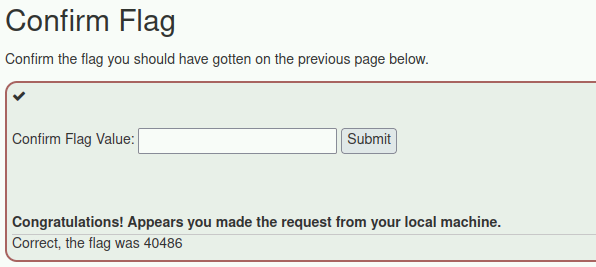 Confirm Flag
Confirm the flag you should have gotten on the previous page below.
Confirm Flag Value: Submit
Congratulations! Appears you made the request from your local machine.
Correct, the flag was 40486